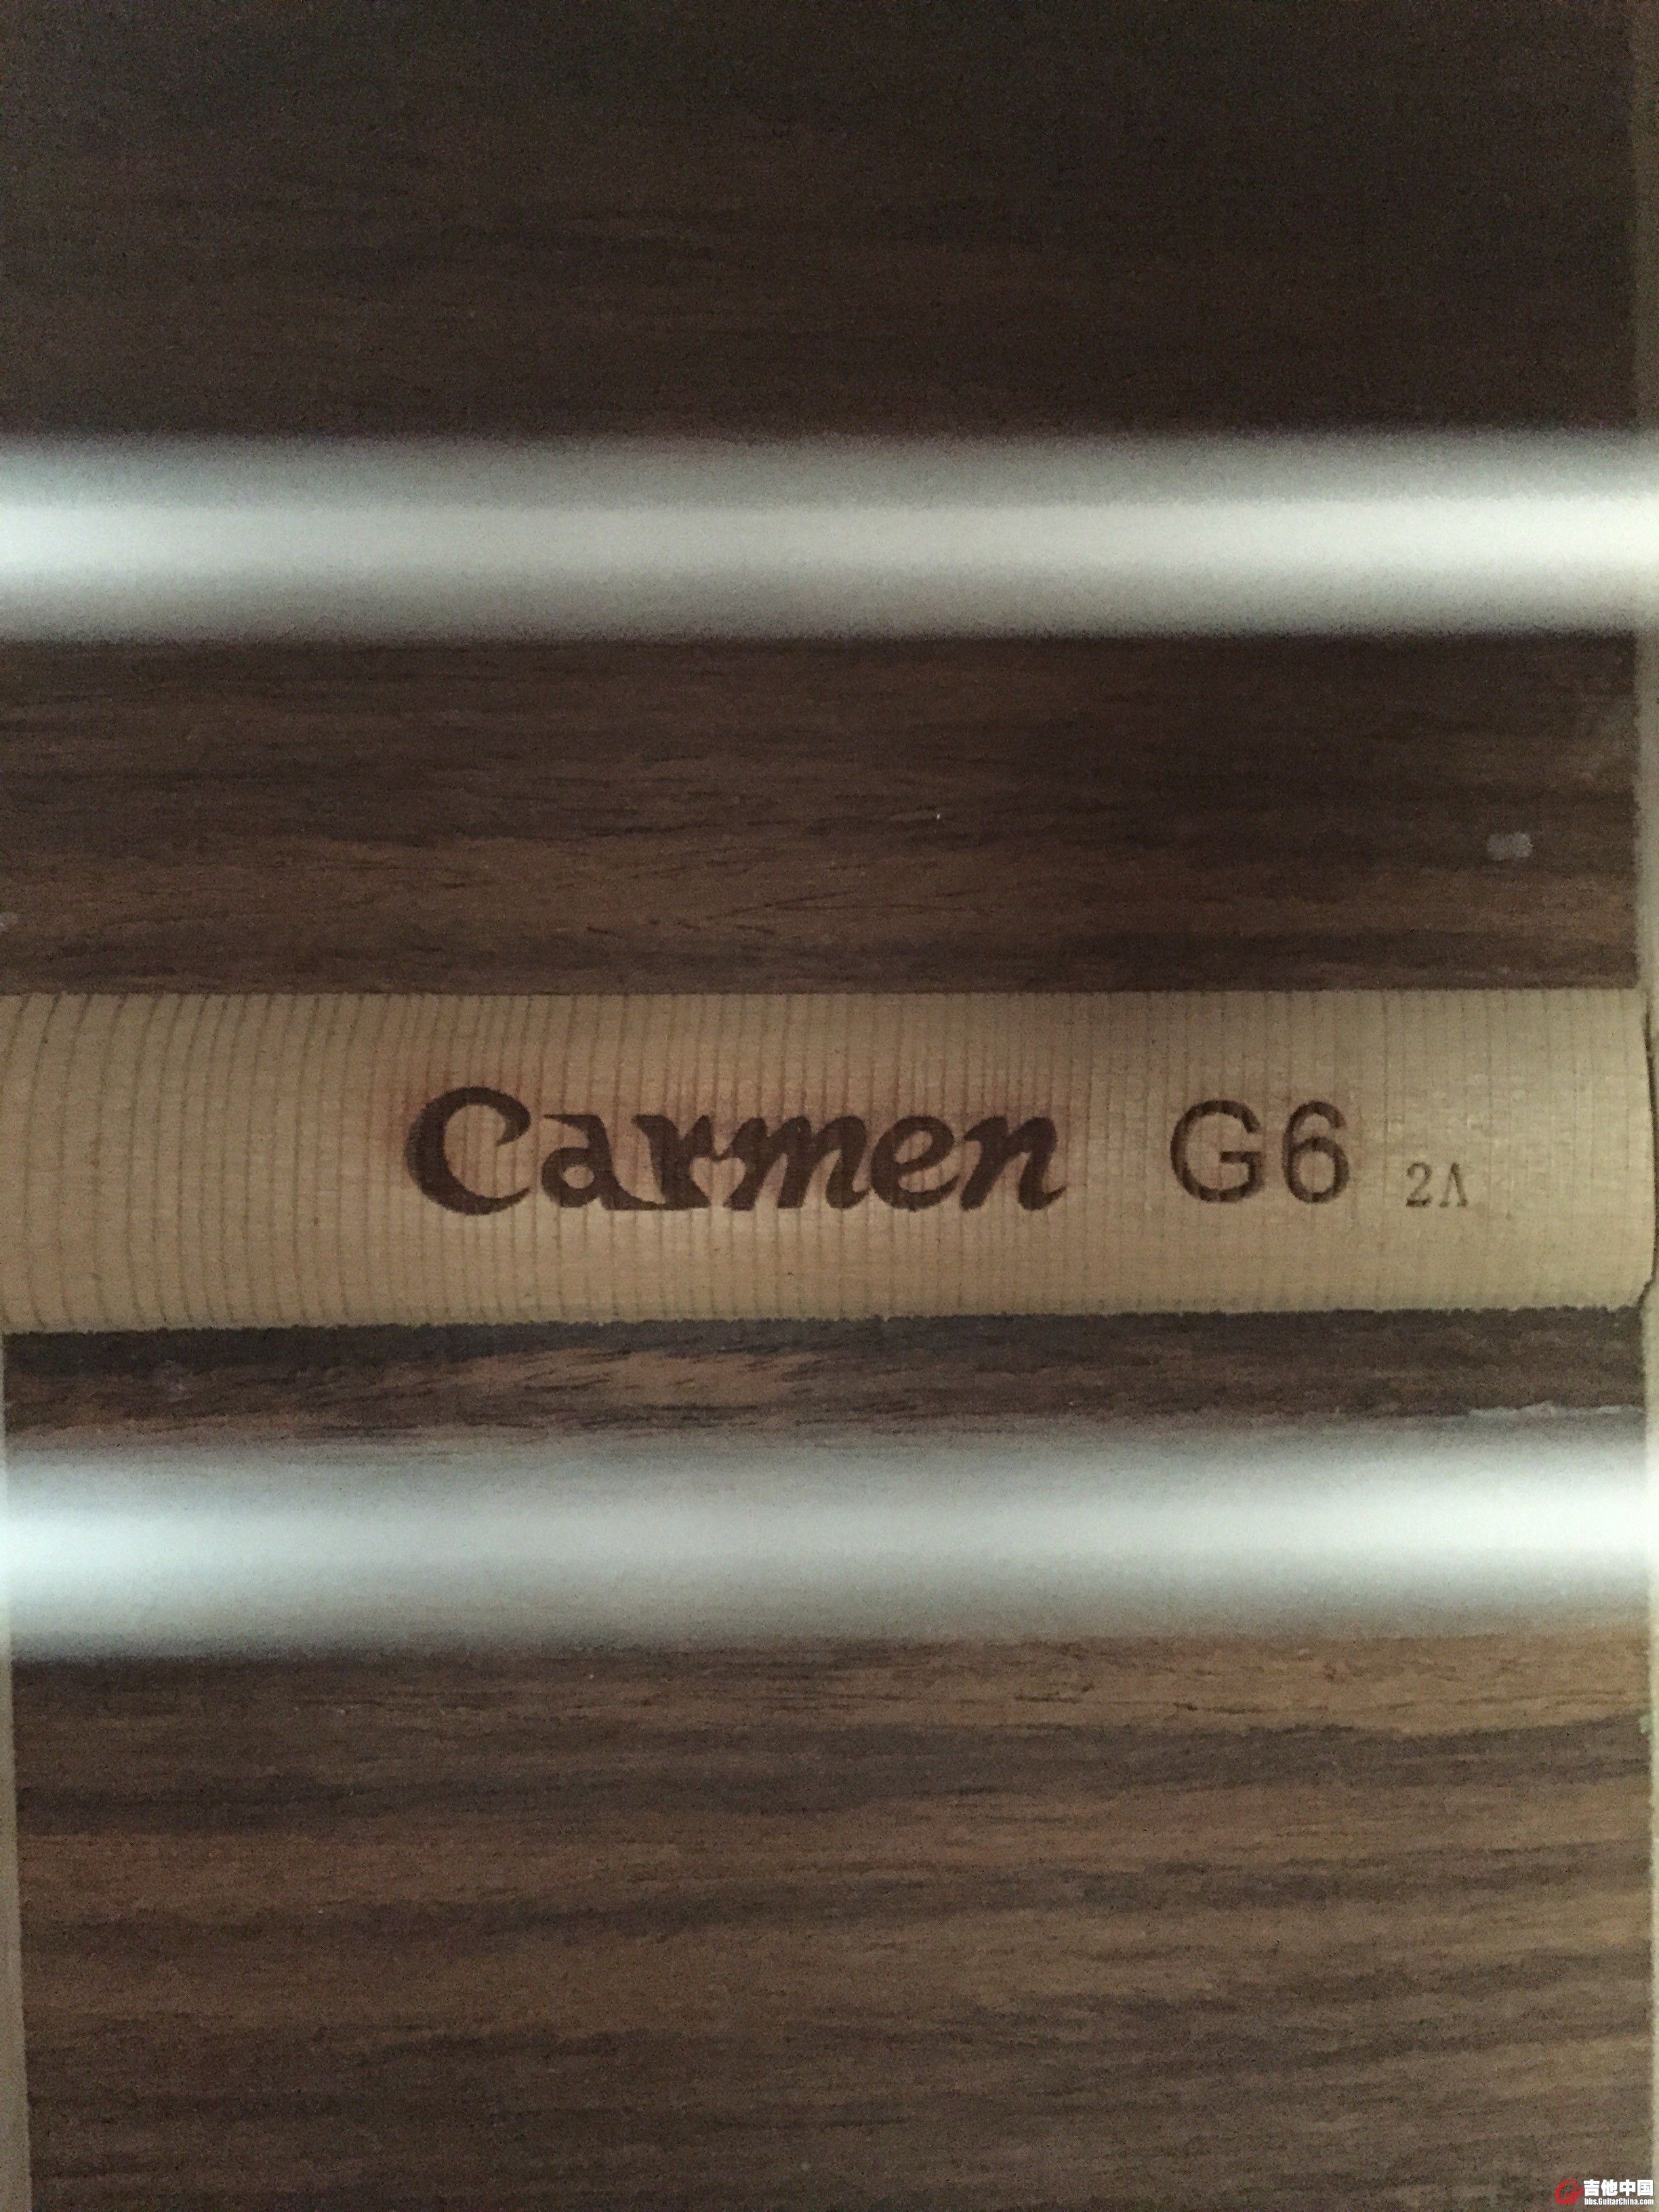 Carmen G6 2Λ
吉他中国
bbs.GuitarChina.com